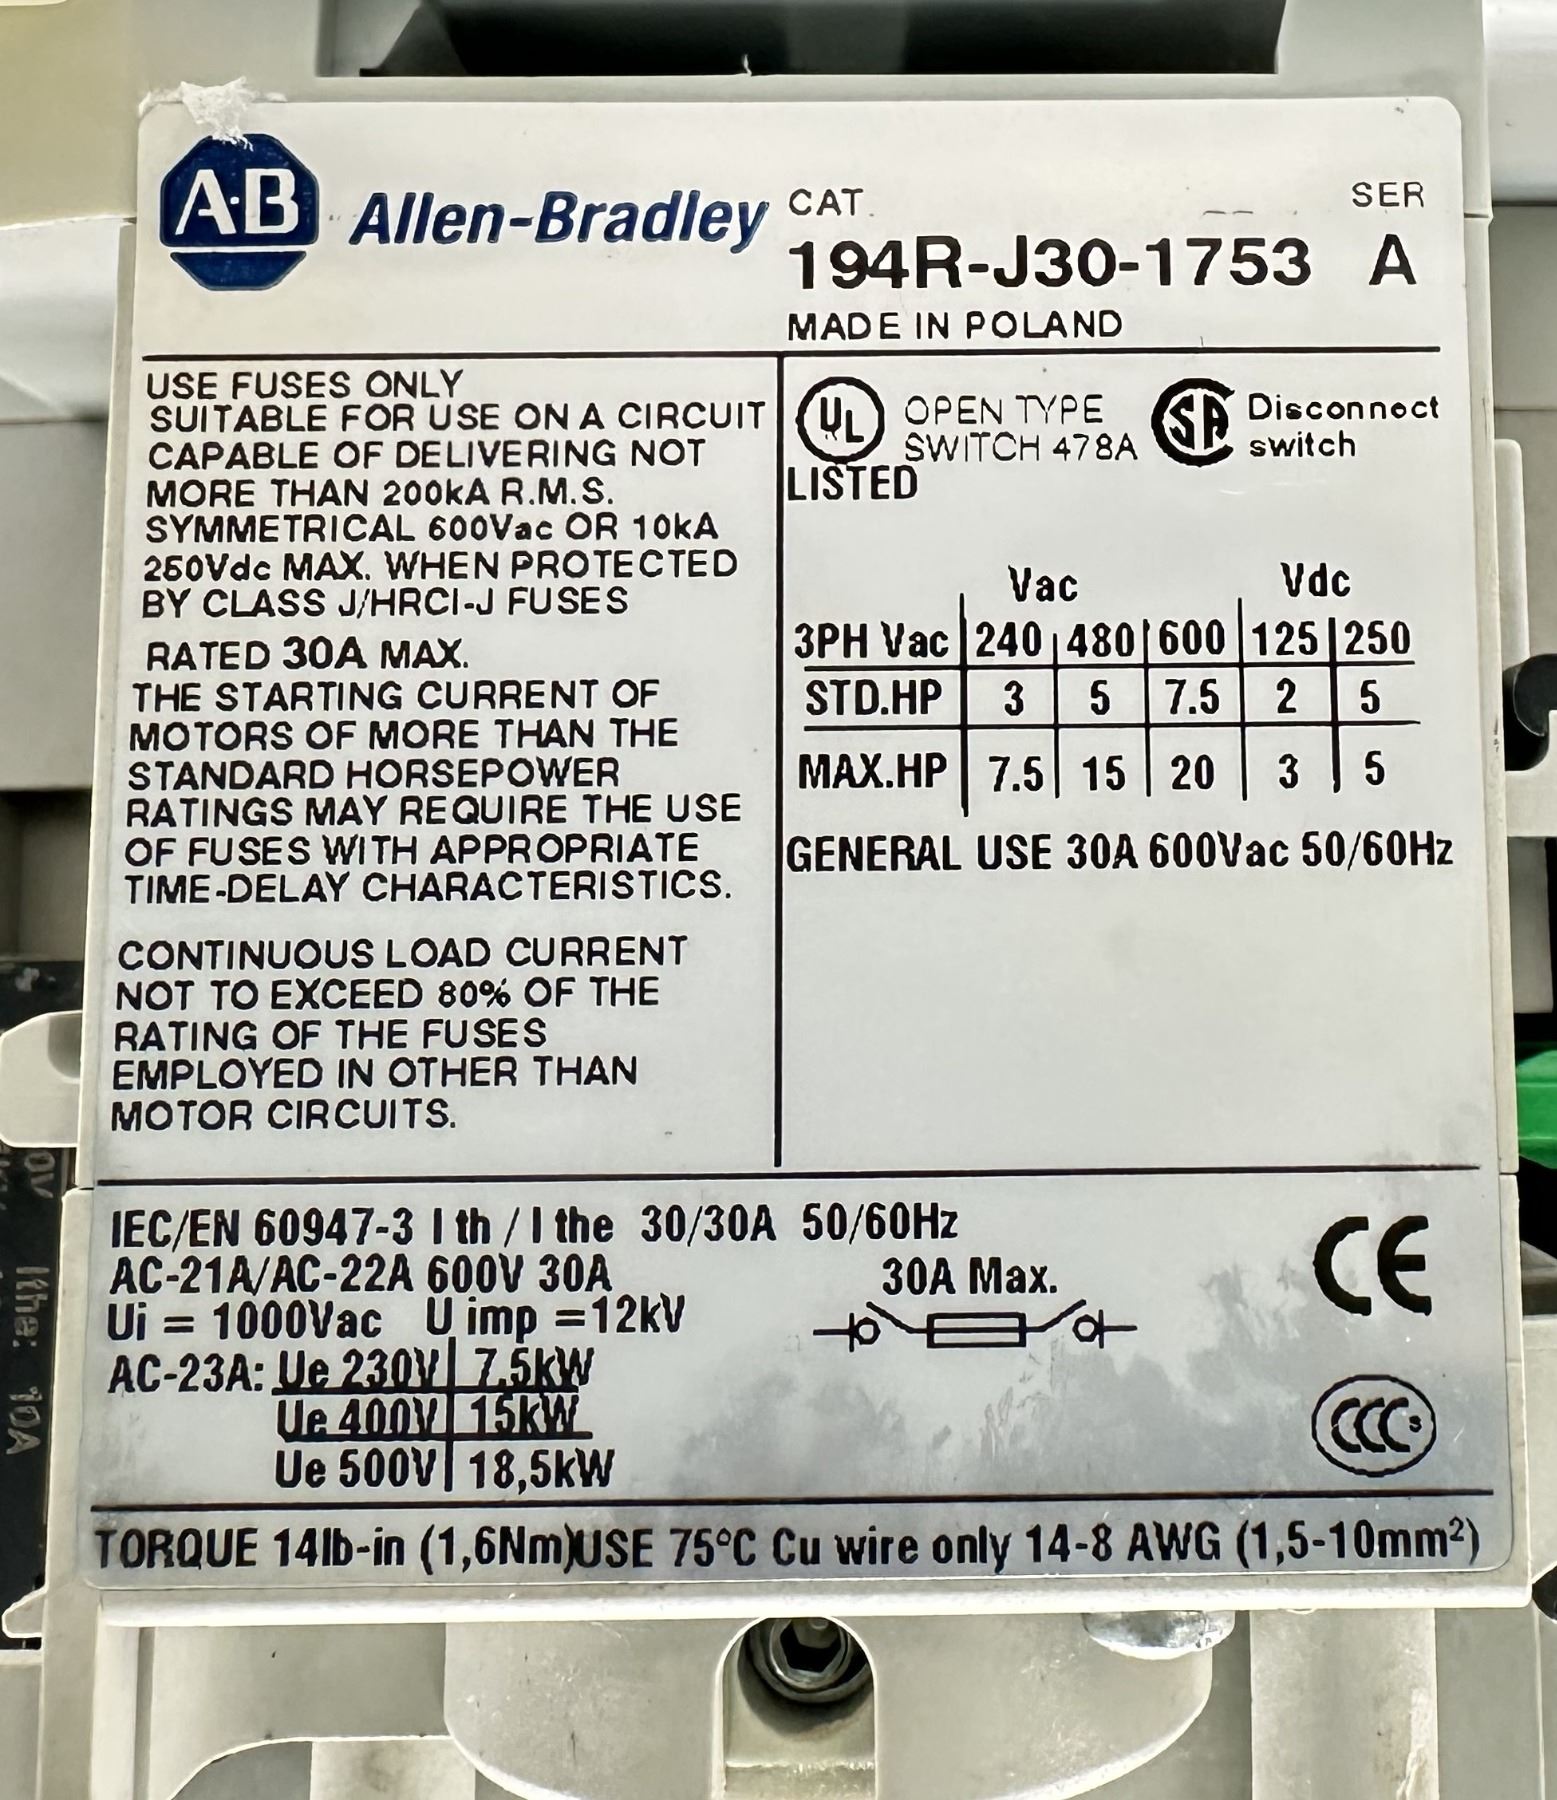 A·B Allen-Bradley
CAT. SER
194R-J30-1753 A
MADE IN POLAND
USE FUSES ONLY
SUITABLE FOR USE ON A CIRCUIT
CAPABLE OF DELIVERING NOT
MORE THAN 200kA R.M.S.
SYMMETRICAL 600Vac OR 10kA
250Vdc MAX. WHEN PROTECTED
BY CLASS J/HRCI-J FUSES
RATED 30A MAX.
THE STARTING CURRENT OF
MOTORS OF MORE THAN THE
STANDARD HORSEPOWER
RATINGS MAY REQUIRE THE USE
OF FUSES WITH APPROPRIATE
TIME-DELAY CHARACTERISTICS.
CONTINUOUS LOAD CURRENT
NOT TO EXCEED 80% OF THE
RATING OF THE FUSES
EMPLOYED IN OTHER THAN
MOTOR CIRCUITS.
UL OPEN TYPE
SWITCH 478A
LISTED
SA Disconnect
switch
Vac Vdc
3PH Vac 240 480 600 125 250
STD.HP 3 5 7.5 2 5
MAX.HP 7.5 15 20 3 5
GENERAL USE 30A 600Vac 50/60Hz
IEC/EN 60947-3 I th / I the 30/30A 50/60Hz
AC-21A/AC-22A 600V 30A
Ui = 1000Vac U imp =12kV
AC-23A: Ue 230V 7.5kW
Ue 400V 15kW
Ue 500V 18,5kW
30A Max.
CE
CCC S
TORQUE 14lb-in (1,6Nm)USE 75°C Cu wire only 14-8 AWG (1,5-10mm²)
Ithe: 10A